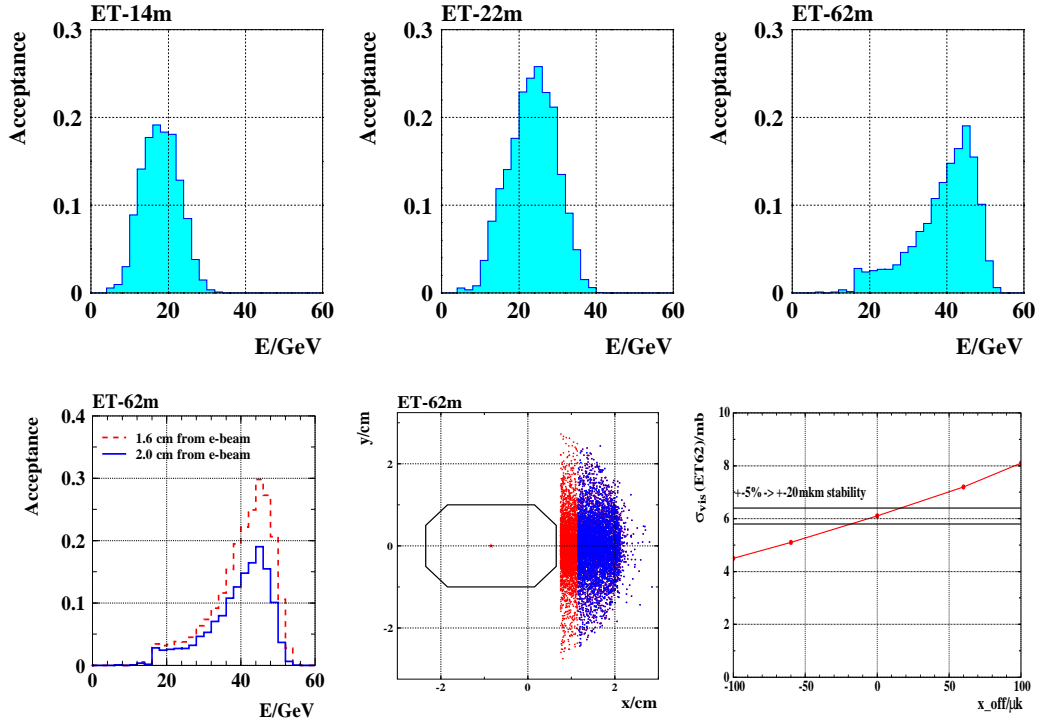 ET-14m
Acceptance
0.3
0.2
0.1
0
0 20 40 60
E/GeV
ET-22m
Acceptance
0.3
0.2
0.1
0
0 20 40 60
E/GeV
ET-62m
Acceptance
0.3
0.2
0.1
0
0 20 40 60
E/GeV
ET-62m
Acceptance
0.4
0.3
0.2
0.1
0
1.6 cm from e-beam
2.0 cm from e-beam
0 20 40 60
E/GeV
ET-62m
y/cm
2
0
-2
-2 0 2
x/cm
σvis(ET62)/mb
10
8
6
4
2
0
+-5% -> +-20mkm stability
-100 -75 -50 -25 0 25 50 75 100
x_off/μk